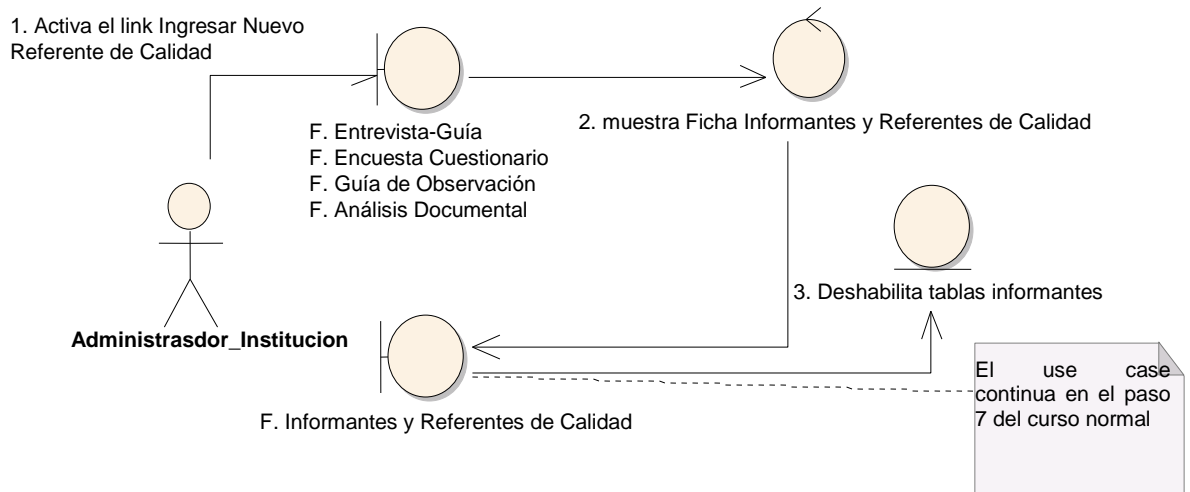 1. Activa el link Ingresar Nuevo
Referente de Calidad
F. Entrevista-Guía
F. Encuesta Cuestionario
F. Guía de Observación
F. Análisis Documental
2. muestra Ficha Informantes y Referentes de Calidad
3. Deshabilita tablas informantes
Administrasdor_Institucion
F. Informantes y Referentes de Calidad
El use case
continua en el paso
7 del curso normal